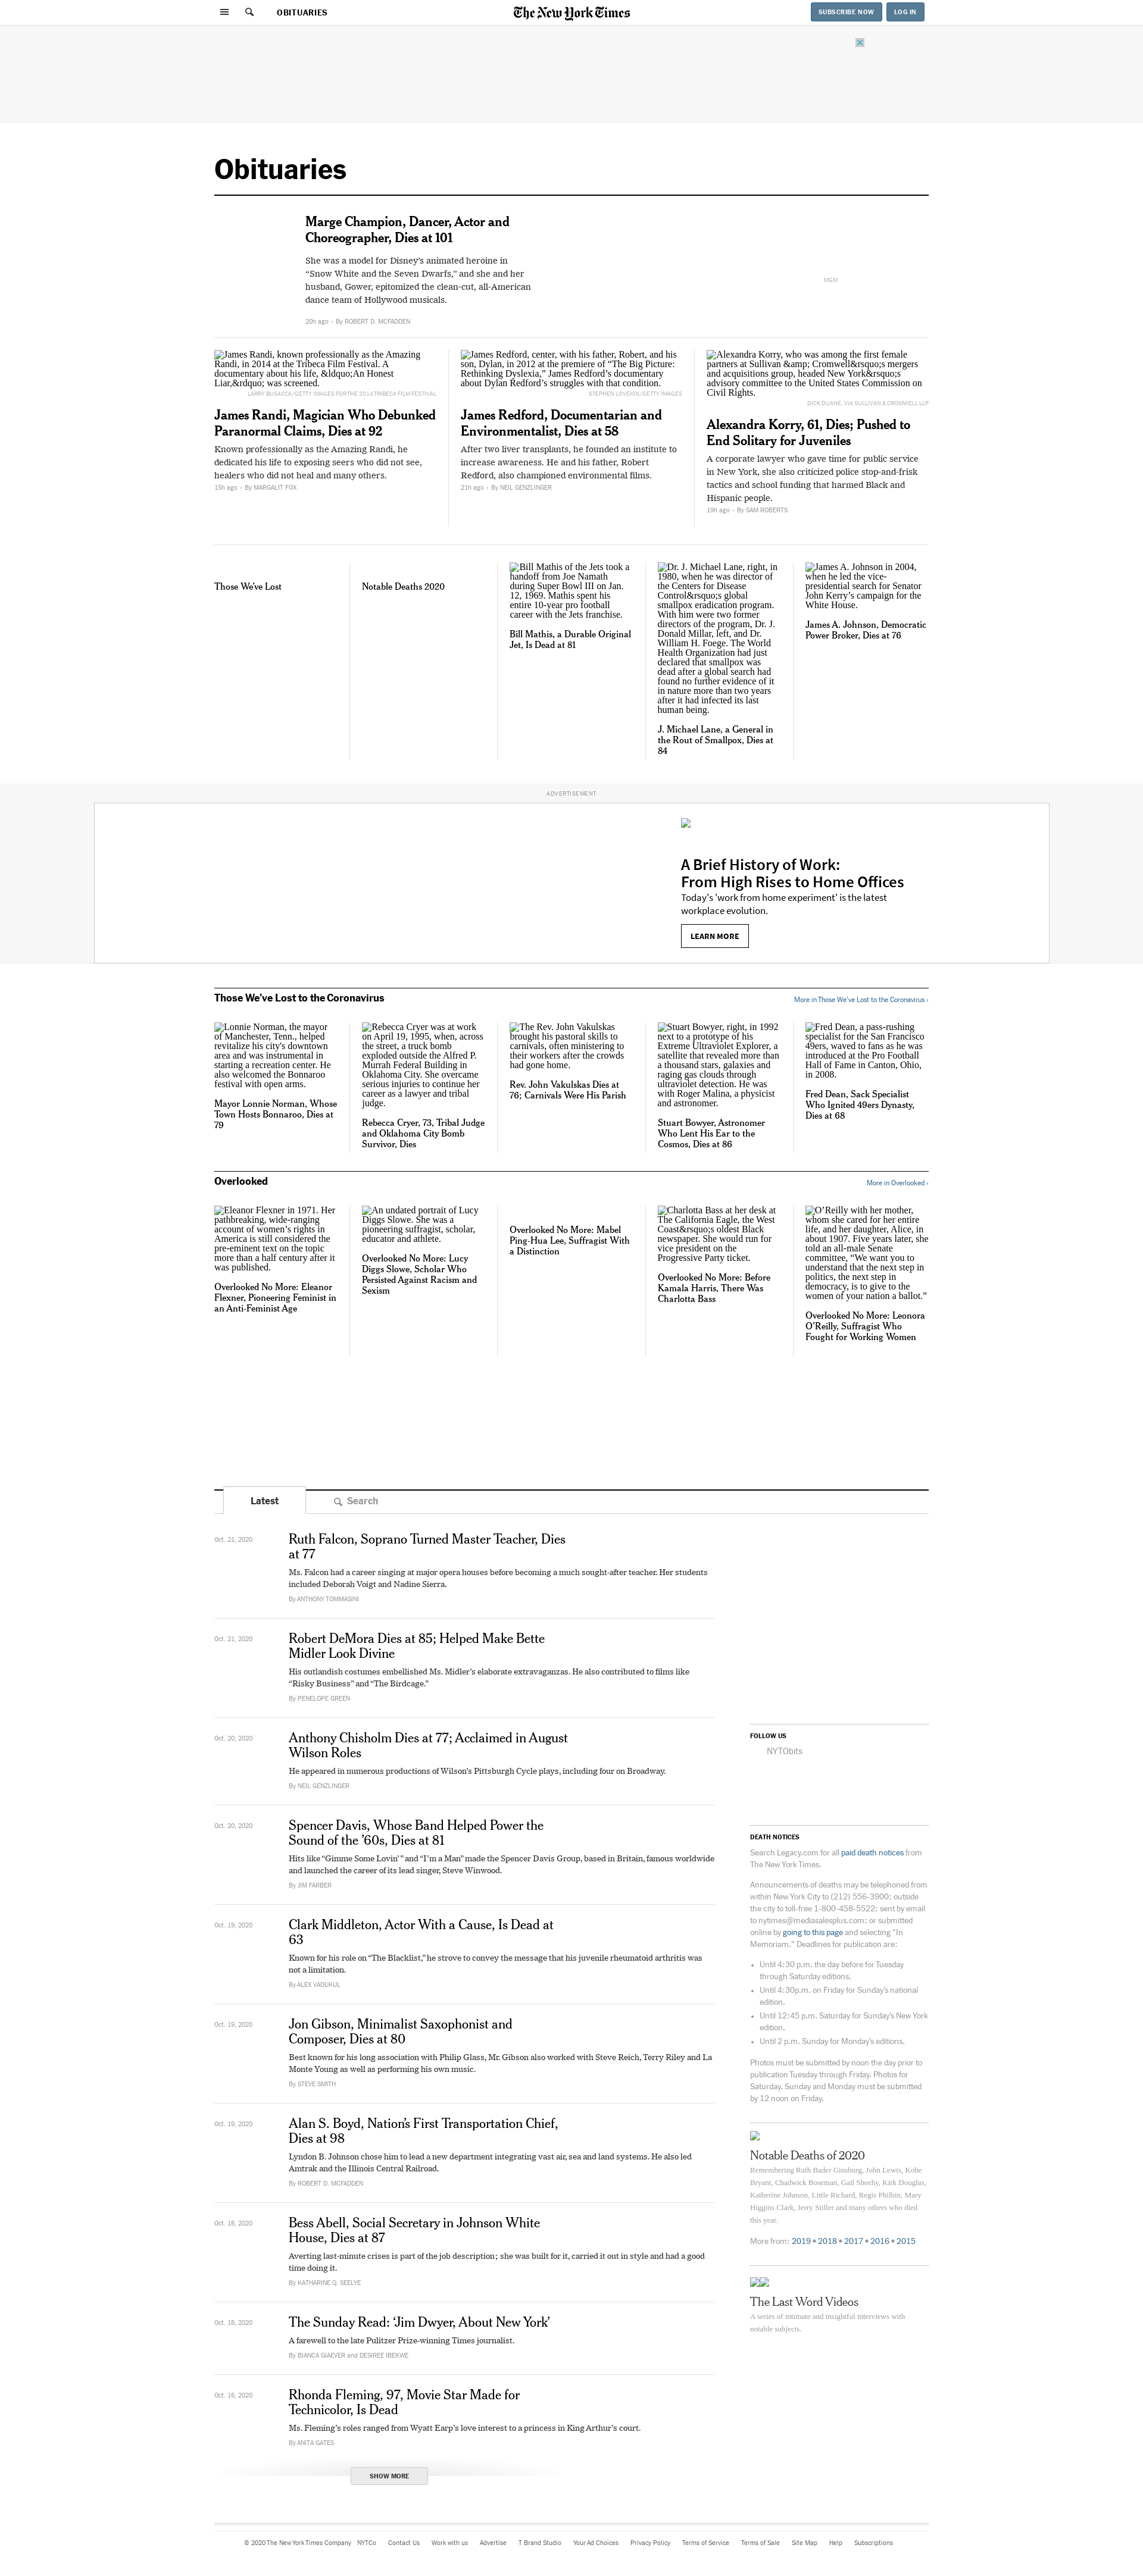 OBITUARIES
The New York Times
SUBSCRIBE NOW
LOG IN
Obituaries
Marge Champion, Dancer, Actor and
Choreographer, Dies at 101
She was a model for Disney's animated heroine in
“Snow White and the Seven Dwarfs,” and she and her
husband, Gower, epitomized the clean-cut, all-American
dance team of Hollywood musicals.
20h ago • By ROBERT D. MCFADDEN
MGM
James Randi, known professionally as the Amazing
Randi, in 2014 at the Tribeca Film Festival. A
documentary about his life, &ldquo;An Honest
Liar,&rdquo; was screened.
LARRY BUSACCA/GETTY IMAGES FOR THE 2014 TRIBECA FILM FESTIVAL
James Randi, Magician Who Debunked
Paranormal Claims, Dies at 92
Known professionally as the Amazing Randi, he
dedicated his life to exposing seers who did not see,
healers who did not heal and many others.
15h ago • By MARGALIT FOX
James Redford, center, with his father, Robert, and his
son, Dylan, in 2012 at the premiere of “The Big Picture:
Rethinking Dyslexia,” James Redford’s documentary
about Dylan Redford’s struggles with that condition.
STEPHEN LOVEKIN/GETTY IMAGES
James Redford, Documentarian and
Environmentalist, Dies at 58
After two liver transplants, he founded an institute to
increase awareness. He and his father, Robert
Redford, also championed environmental films.
21h ago • By NEIL GENZLINGER
Alexandra Korry, who was among the first female
partners at Sullivan &amp; Cromwell&rsquo;s mergers
and acquisitions group, headed New York&rsquo;s
advisory committee to the United States Commission on
Civil Rights.
DICK DUANE, VIA SULLIVAN & CROMWELL LLP
Alexandra Korry, 61, Dies; Pushed to
End Solitary for Juveniles
A corporate lawyer who gave time for public service
in New York, she also criticized police stop-and-frisk
tactics and school funding that harmed Black and
Hispanic people.
19h ago • By SAM ROBERTS
Those We’ve Lost
Notable Deaths 2020
Bill Mathis of the Jets took a
handoff from Joe Namath
during Super Bowl III on Jan.
12, 1969. Mathis spent his
entire 10-year pro football
career with the Jets franchise.
Bill Mathis, a Durable Original
Jet, Is Dead at 81
Dr. J. Michael Lane, right, in
1980, when he was director of
the Centers for Disease
Control&rsquo;s global
smallpox eradication program.
With him were two former
directors of the program, Dr. J.
Donald Millar, left, and Dr.
William H. Foege. The World
Health Organization had just
declared that smallpox was
dead after a global search had
found no further evidence of it
in nature more than two years
after it had infected its last
human being.
J. Michael Lane, a General in
the Rout of Smallpox, Dies at
84
James A. Johnson in 2004,
when he led the vice-
presidential search for Senator
John Kerry’s campaign for the
White House.
James A. Johnson, Democratic
Power Broker, Dies at 76
ADVERTISEMENT
A Brief History of Work:
From High Rises to Home Offices
Today's 'work from home experiment' is the latest
workplace evolution.
LEARN MORE
Those We’ve Lost to the Coronavirus
More in Those We’ve Lost to the Coronavirus ›
Lonnie Norman, the mayor
of Manchester, Tenn., helped
revitalize his city's downtown
area and was instrumental in
starting a recreation center. He
also welcomed the Bonnaroo
festival with open arms.
Mayor Lonnie Norman, Whose
Town Hosts Bonnaroo, Dies at
79
Rebecca Cryer was at work
on April 19, 1995, when, across
the street, a truck bomb
exploded outside the Alfred P.
Murrah Federal Building in
Oklahoma City. She overcame
serious injuries to continue her
career as a lawyer and tribal
judge.
Rebecca Cryer, 73, Tribal Judge
and Oklahoma City Bomb
Survivor, Dies
The Rev. John Vakulskas
brought his pastoral skills to
carnivals, often ministering to
their workers after the crowds
had gone home.
Rev. John Vakulskas Dies at
76; Carnivals Were His Parish
Stuart Bowyer, right, in 1992
next to a prototype of his
Extreme Ultraviolet Explorer, a
satellite that revealed more than
a thousand stars, galaxies and
raging gas clouds through
ultraviolet detection. He was
with Roger Malina, a physicist
and astronomer.
Stuart Bowyer, Astronomer
Who Lent His Ear to the
Cosmos, Dies at 86
Fred Dean, a pass-rushing
specialist for the San Francisco
49ers, waved to fans as he was
introduced at the Pro Football
Hall of Fame in Canton, Ohio,
in 2008.
Fred Dean, Sack Specialist
Who Ignited 49ers Dynasty,
Dies at 68
Overlooked
More in Overlooked ›
Eleanor Flexner in 1971. Her
pathbreaking, wide-ranging
account of women’s rights in
America is still considered the
pre-eminent text on the topic
more than a half century after it
was published.
Overlooked No More: Eleanor
Flexner, Pioneering Feminist in
an Anti-Feminist Age
An undated portrait of Lucy
Diggs Slowe. She was a
pioneering suffragist, scholar,
educator and athlete.
Overlooked No More: Lucy
Diggs Slowe, Scholar Who
Persisted Against Racism and
Sexism
Overlooked No More: Mabel
Ping-Hua Lee, Suffragist With
a Distinction
Charlotta Bass at her desk at
The California Eagle, the West
Coast&rsquo;s oldest Black
newspaper. She would run for
vice president on the
Progressive Party ticket.
Overlooked No More: Before
Kamala Harris, There Was
Charlotta Bass
O’Reilly with her mother,
whom she cared for her entire
life, and her daughter, Alice, in
about 1907. Five years later, she
told an all-male Senate
committee, “We want you to
understand that the next step in
politics, the next step in
democracy, is to give to the
women of your nation a ballot.”
Overlooked No More: Leonora
O’Reilly, Suffragist Who
Fought for Working Women
Latest
Search
Oct. 21, 2020
Ruth Falcon, Soprano Turned Master Teacher, Dies
at 77
Ms. Falcon had a career singing at major opera houses before becoming a much sought-after teacher. Her students
included Deborah Voigt and Nadine Sierra.
By ANTHONY TOMMASINI
Oct. 21, 2020
Robert DeMora Dies at 85; Helped Make Bette
Midler Look Divine
His outlandish costumes embellished Ms. Midler’s elaborate extravaganzas. He also contributed to films like
“Risky Business” and “The Birdcage.”
By PENELOPE GREEN
Oct. 20, 2020
Anthony Chisholm Dies at 77; Acclaimed in August
Wilson Roles
He appeared in numerous productions of Wilson’s Pittsburgh Cycle plays, including four on Broadway.
By NEIL GENZLINGER
Oct. 20, 2020
Spencer Davis, Whose Band Helped Power the
Sound of the ’60s, Dies at 81
Hits like “Gimme Some Lovin’ ” and “I’m a Man” made the Spencer Davis Group, based in Britain, famous worldwide
and launched the career of its lead singer, Steve Winwood.
By JIM FARBER
Oct. 19, 2020
Clark Middleton, Actor With a Cause, Is Dead at
63
Known for his role on “The Blacklist,” he strove to convey the message that his juvenile rheumatoid arthritis was
not a limitation.
By ALEX VADUKUL
Oct. 19, 2020
Jon Gibson, Minimalist Saxophonist and
Composer, Dies at 80
Best known for his long association with Philip Glass, Mr. Gibson also worked with Steve Reich, Terry Riley and La
Monte Young as well as performing his own music.
By STEVE SMITH
Oct. 19, 2020
Alan S. Boyd, Nation’s First Transportation Chief,
Dies at 98
Lyndon B. Johnson chose him to lead a new department integrating vast air, sea and land systems. He also led
Amtrak and the Illinois Central Railroad.
By ROBERT D. MCFADDEN
Oct. 18, 2020
Bess Abell, Social Secretary in Johnson White
House, Dies at 87
Averting last-minute crises is part of the job description; she was built for it, carried it out in style and had a good
time doing it.
By KATHARINE Q. SEELYE
Oct. 18, 2020
The Sunday Read: ‘Jim Dwyer, About New York’
A farewell to the late Pulitzer Prize-winning Times journalist.
By BIANCA GIAEVER and DESIREE IBEKWE
Oct. 16, 2020
Rhonda Fleming, 97, Movie Star Made for
Technicolor, Is Dead
Ms. Fleming’s roles ranged from Wyatt Earp’s love interest to a princess in King Arthur’s court.
By ANITA GATES
SHOW MORE
FOLLOW US
NYTObits
DEATH NOTICES
Search Legacy.com for all paid death notices from
The New York Times.
Announcements of deaths may be telephoned from
within New York City to (212) 556-3900; outside
the city to toll-free 1-800-458-5522; sent by email
to nytimes@mediasalesplus.com; or submitted
online by going to this page and selecting "In
Memoriam." Deadlines for publication are:
• Until 4:30 p.m. the day before for Tuesday
through Saturday editions.
• Until 4:30p.m. on Friday for Sunday’s national
edition.
• Until 12:45 p.m. Saturday for Sunday’s New York
edition.
• Until 2 p.m. Sunday for Monday’s editions.
Photos must be submitted by noon the day prior to
publication Tuesday through Friday. Photos for
Saturday, Sunday and Monday must be submitted
by 12 noon on Friday.
Notable Deaths of 2020
Remembering Ruth Bader Ginsburg, John Lewis, Kobe
Bryant, Chadwick Boseman, Gail Sheehy, Kirk Douglas,
Katherine Johnson, Little Richard, Regis Philbin, Mary
Higgins Clark, Jerry Stiller and many others who died
this year.
More from: 2019 • 2018 • 2017 • 2016 • 2015
The Last Word Videos
A series of intimate and insightful interviews with
notable subjects.
© 2020 The New York Times Company NYTCo Contact Us Work with us Advertise T Brand Studio Your Ad Choices Privacy Policy Terms of Service Terms of Sale Site Map Help Subscriptions